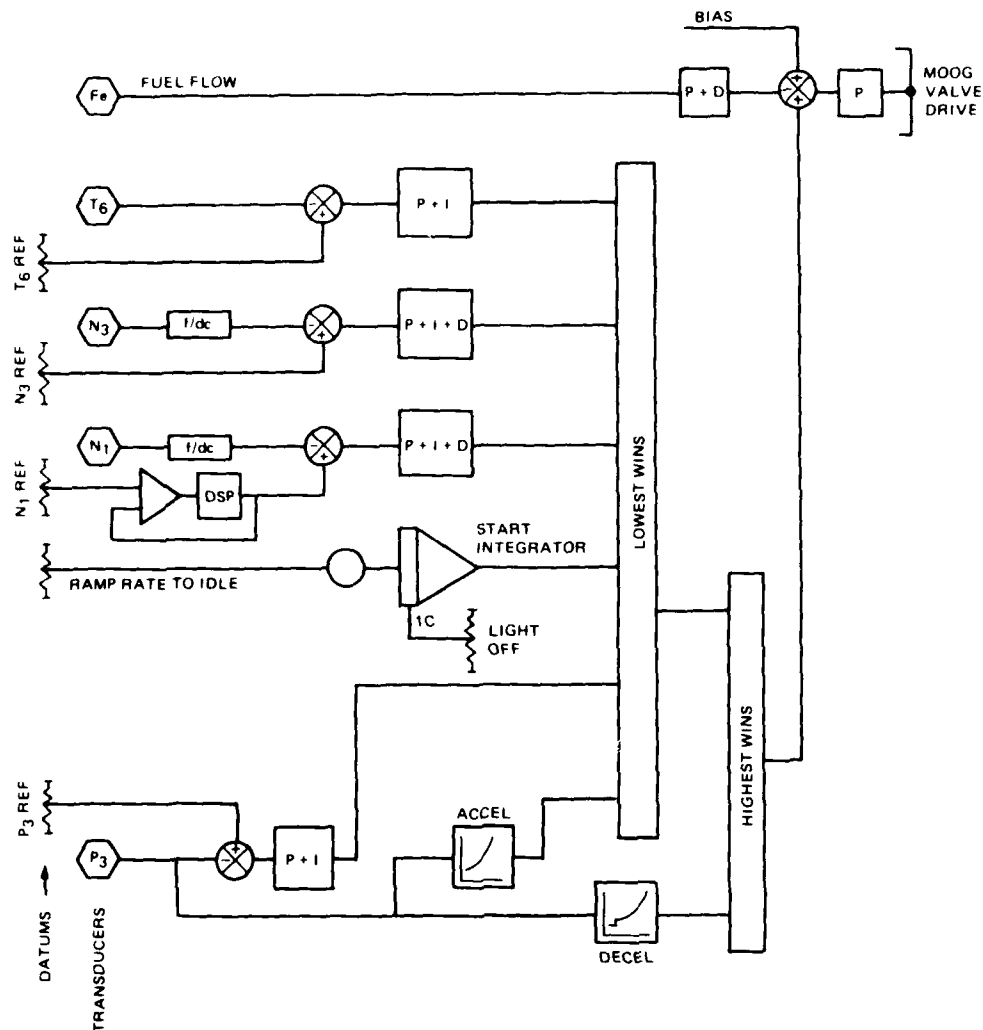 BIAS
Fe
FUEL FLOW
P + D
P
MOOG
VALVE
DRIVE
T6
P + I
T6 REF
N3
f/dc
P + I + D
N3 REF
N1
f/dc
P + I + D
N1 REF
DSP
START
INTEGRATOR
RAMP RATE TO IDLE
1C
LIGHT
OFF
LOWEST WINS
HIGHEST WINS
P3 REF
ACCEL
P3
P + I
DECEL
DATUMS
TRANSDUCERS